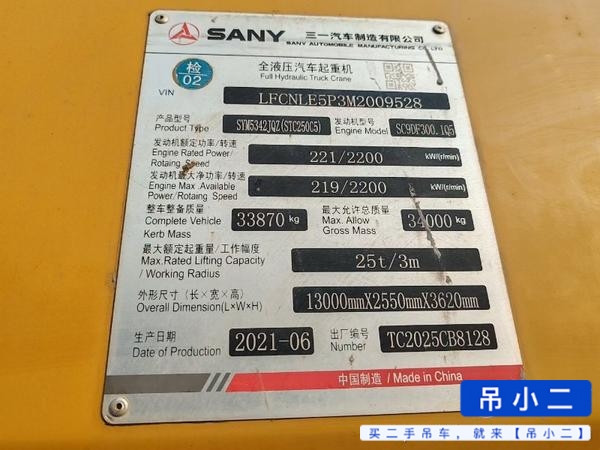 SANY 三一汽车制造有限公司
SANY AUTOMOBILE MANUFACTURING CO.,LTD
检
02
全液压汽车起重机
Full Hydraulic Truck Crane
VIN LFCNLE5P3M2009528
产品型号 发动机型号
Product Type SYM5342JQZ(STC250C5) Engine Model SC9DF300.1Q5
发动机额定功率/转速
Engine Rated Power/
Rotaing Speed 221/2200 kW/(r/min)
发动机最大净功率/转速
Engine Max .Available
Power/Rotaing Speed 219/2200 kW/(r/min)
整车整备质量 最大允许总质量
Complete Vehicle 33870 kg Max. Allow 34000 kg
Kerb Mass Gross Mass
最大额定起重量/工作幅度
Max.Rated Lifting Capacity
/ Working Radius 25t/3m
外形尺寸(长×宽×高)
Overall Dimension(L×W×H) 13000mmX2550mmX3620mm
生产日期 出厂编号
Date of Production 2021-06 Number TC2025CB8128
中国制造 / Made in China
吊小二
买二手吊车,就来【吊小二】